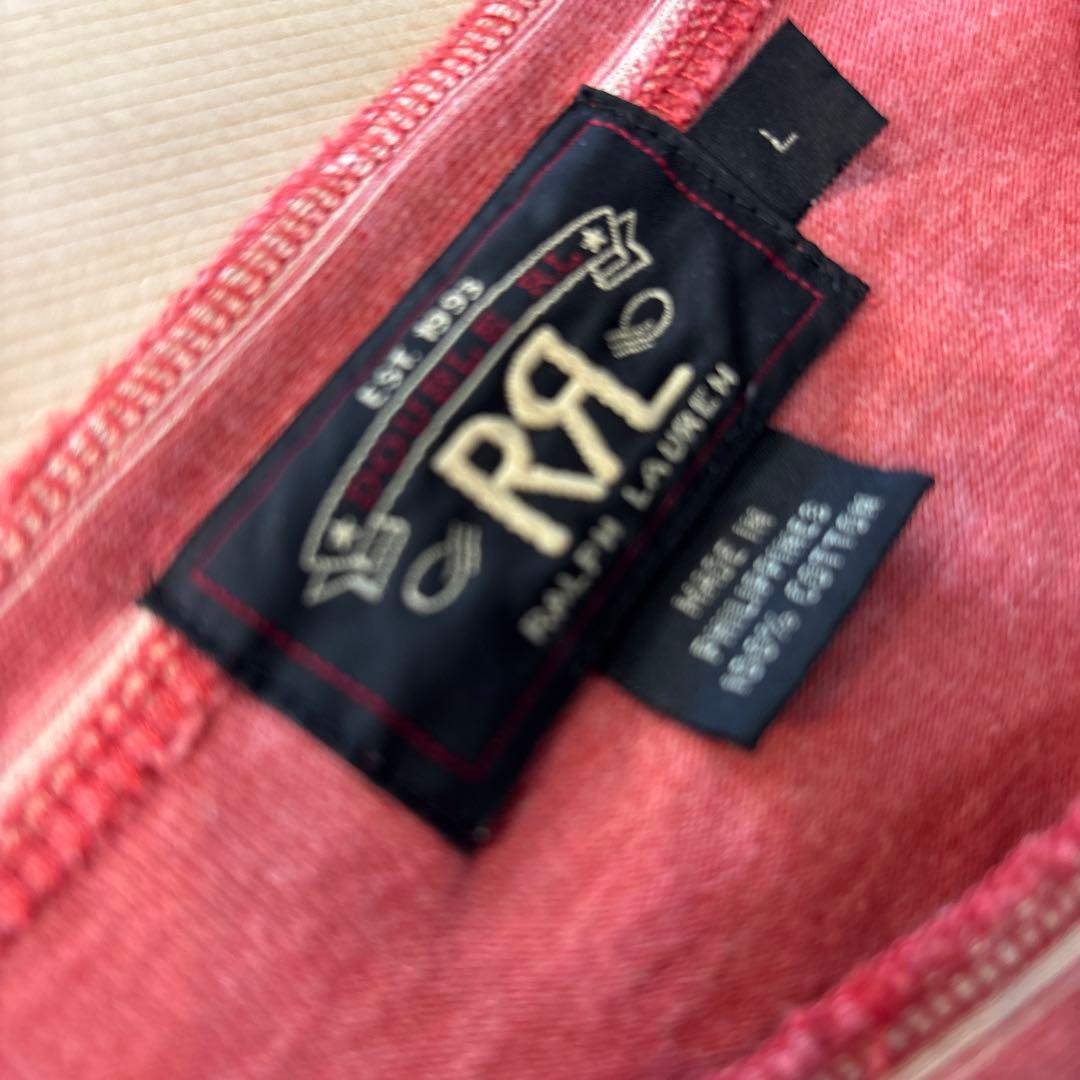 L
EST. 1993
DOUBLE RL
RRL
RALPH LAUREN
MADE IN
PHILIPPINES
100% COTTON